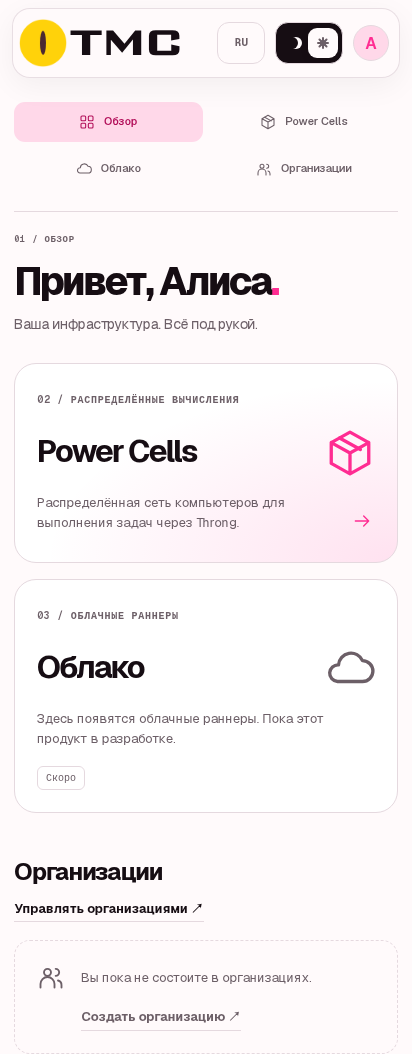 TMC
RU
A
Обзор
Power Cells
Облако
Организации
01 / ОБЗОР
Привет, Алиса.
Ваша инфраструктура. Всё под рукой.
02 / РАСПРЕДЕЛЁННЫЕ ВЫЧИСЛЕНИЯ
Power Cells
Распределённая сеть компьютеров для
выполнения задач через Throng.
→
03 / ОБЛАЧНЫЕ РАННЕРЫ
Облако
Здесь появятся облачные раннеры. Пока этот
продукт в разработке.
Скоро
Организации
Управлять организациями ↗
Вы пока не состоите в организациях.
Создать организацию ↗